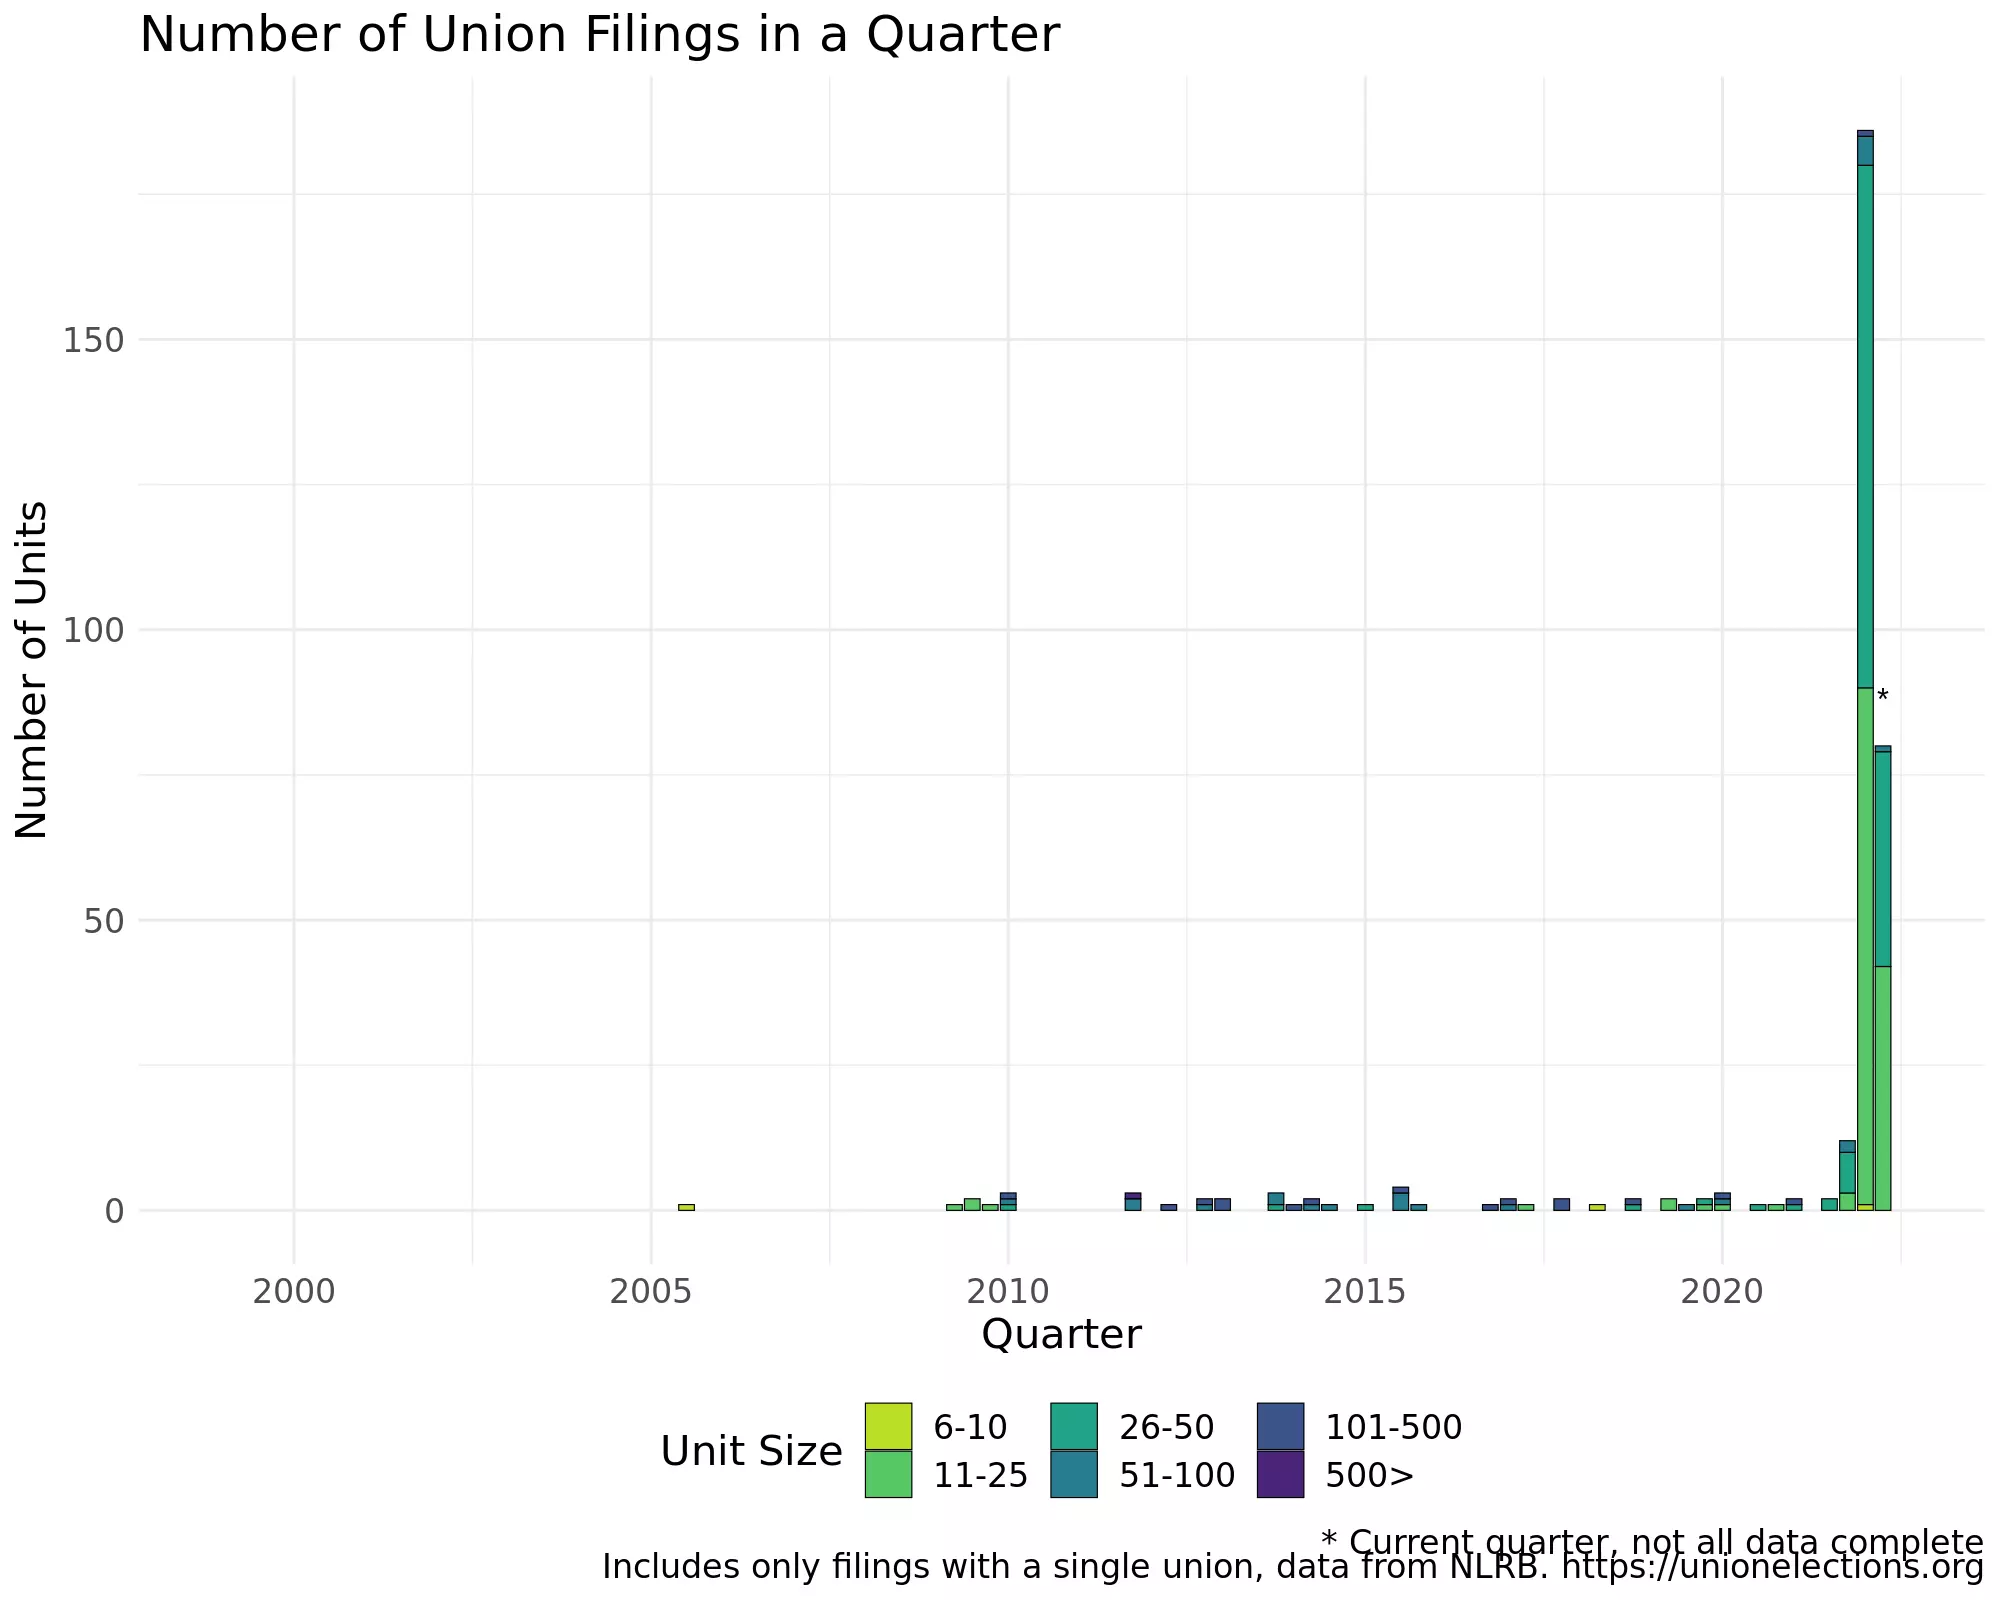 Number of Union Filings in a Quarter
Number of Units
150
100
50
0
*
2000 2005 2010 2015 2020
Quarter
Unit Size
6-10 26-50 101-500
11-25 51-100 500>
* Current quarter, not all data complete
Includes only filings with a single union, data from NLRB. https://unionelections.org